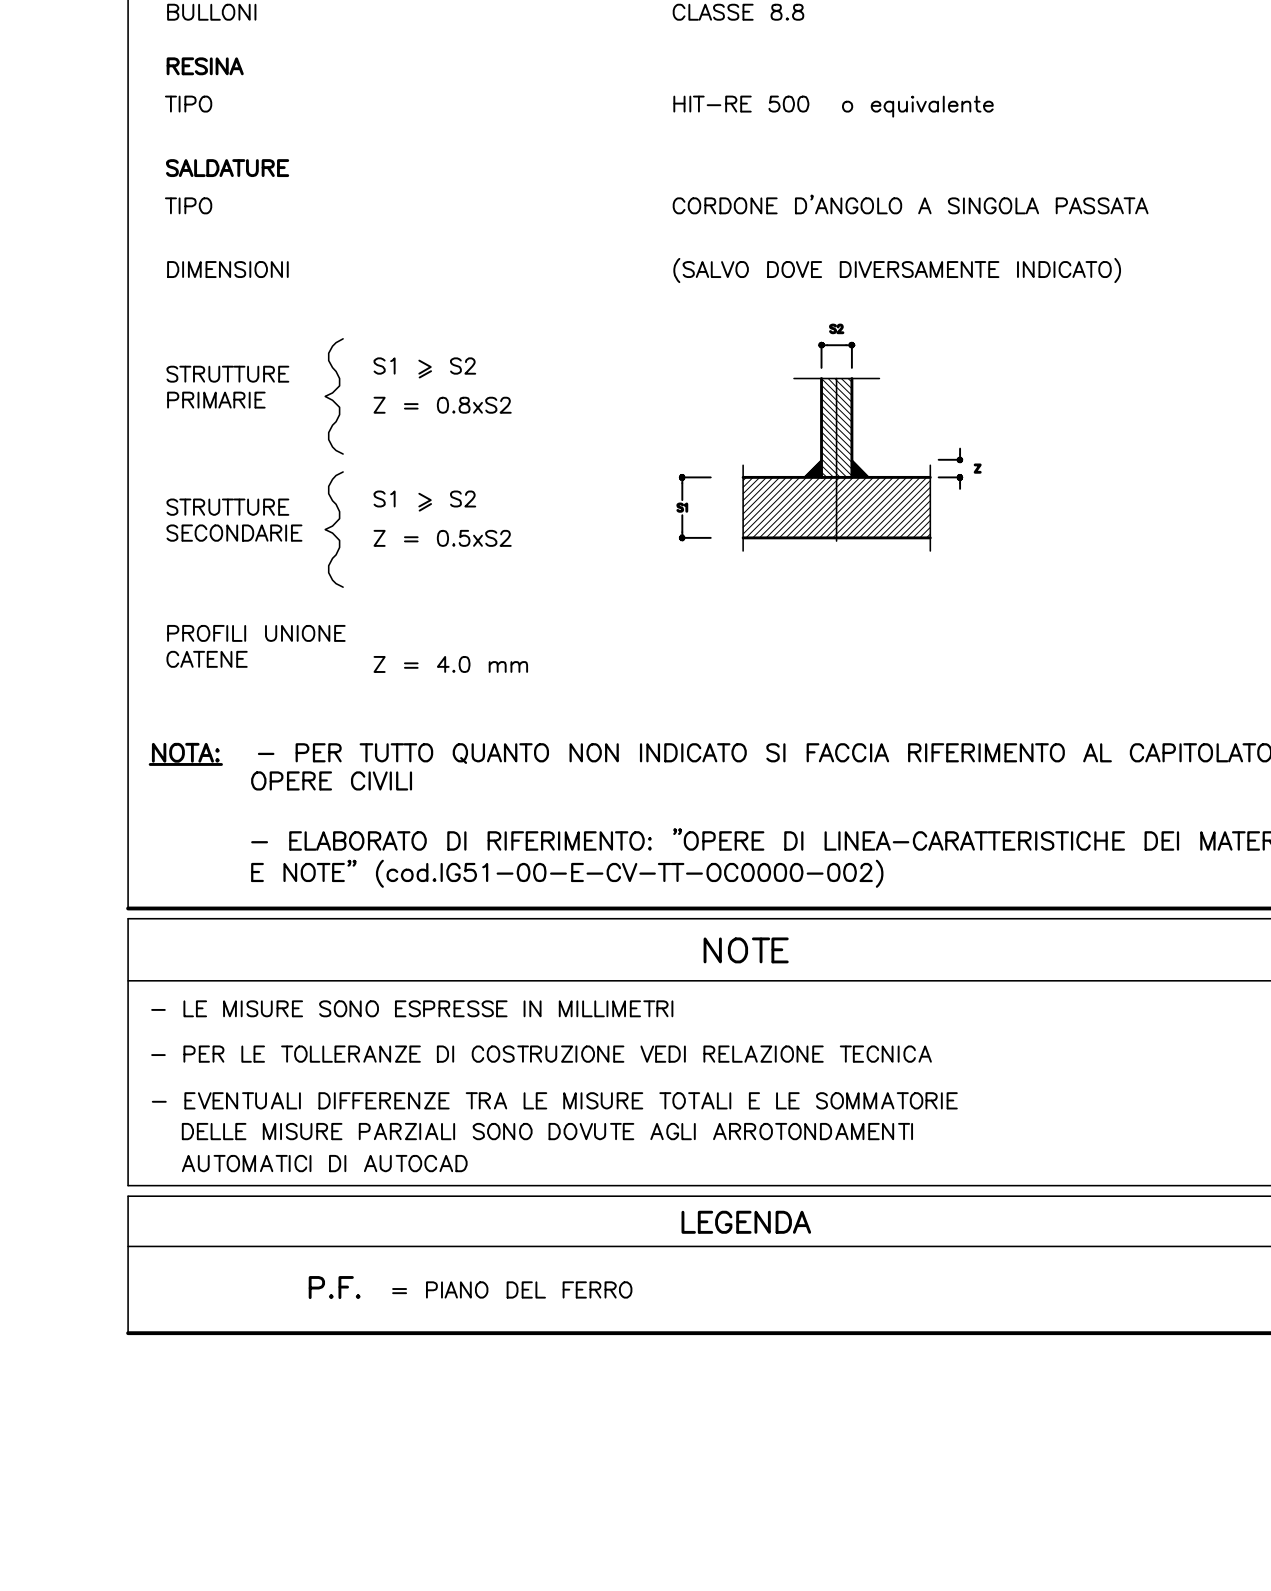 BULLONI CLASSE 8.8
RESINA
TIPO HIT-RE 500 o equivalente
SALDATURE
TIPO CORDONE D'ANGOLO A SINGOLA PASSATA
DIMENSIONI (SALVO DOVE DIVERSAMENTE INDICATO)
STRUTTURE
PRIMARIE
S1 ⩾ S2
Z = 0.8xS2
STRUTTURE
SECONDARIE
S1 ⩾ S2
Z = 0.5xS2
S2
Z
S1
PROFILI UNIONE
CATENE
Z = 4.0 mm
NOTA: - PER TUTTO QUANTO NON INDICATO SI FACCIA RIFERIMENTO AL CAPITOLATO
OPERE CIVILI
- ELABORATO DI RIFERIMENTO: "OPERE DI LINEA-CARATTERISTICHE DEI
E NOTE" (cod.IG51-00-E-CV-TT-OC0000-002)
NOTE
- LE MISURE SONO ESPRESSE IN MILLIMETRI
- PER LE TOLLERANZE DI COSTRUZIONE VEDI RELAZIONE TECNICA
- EVENTUALI DIFFERENZE TRA LE MISURE TOTALI E LE SOMMATORIE
DELLE MISURE PARZIALI SONO DOVUTE AGLI ARROTONDAMENTI
AUTOMATICI DI AUTOCAD
LEGENDA
P.F. = PIANO DEL FERRO